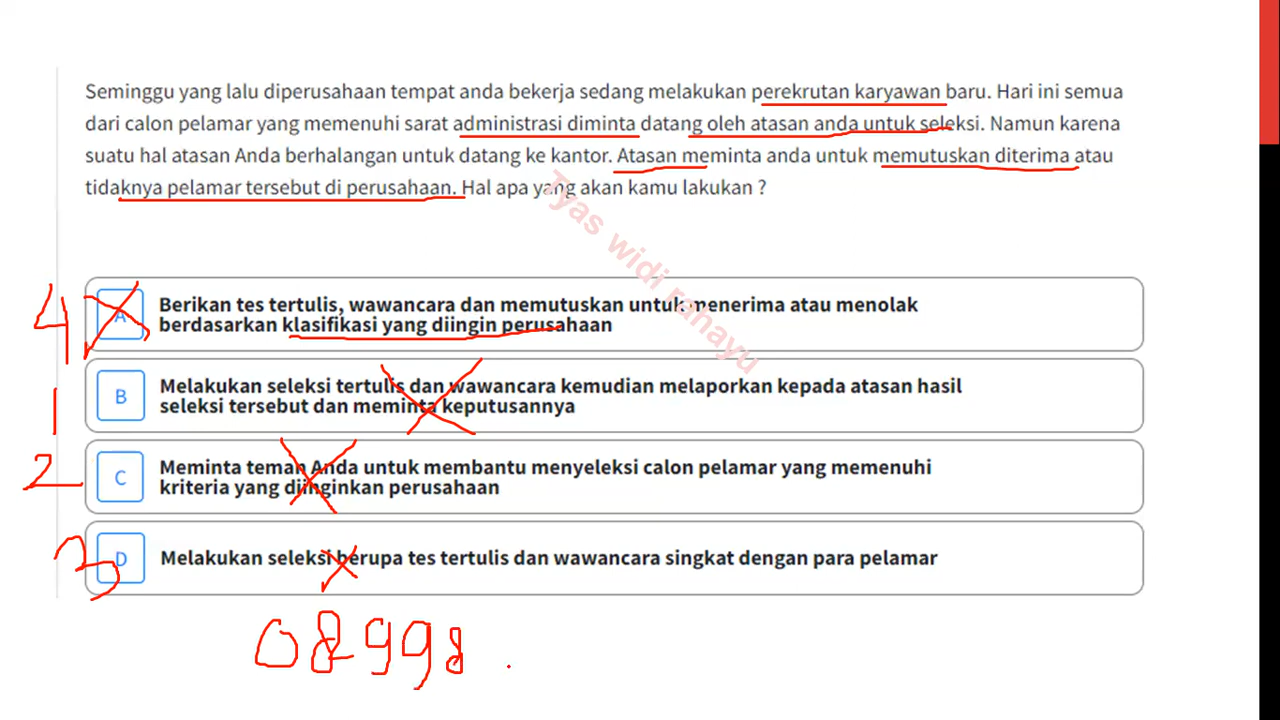 Seminggu yang lalu diperusahaan tempat anda bekerja sedang melakukan perekrutan karyawan baru. Hari ini semua
dari calon pelamar yang memenuhi sarat administrasi diminta datang oleh atasan anda untuk seleksi. Namun karena
suatu hal atasan Anda berhalangan untuk datang ke kantor. Atasan meminta anda untuk memutuskan diterima atau
tidaknya pelamar tersebut di perusahaan. Hal apa yang akan kamu lakukan ?
Tyas widi rahayu
4 A Berikan tes tertulis, wawancara dan memutuskan untuk menerima atau menolak
berdasarkan klasifikasi yang diingin perusahaan
1 B Melakukan seleksi tertulis dan wawancara kemudian melaporkan kepada atasan hasil
seleksi tersebut dan meminta keputusannya
2 C Meminta teman Anda untuk membantu menyeleksi calon pelamar yang memenuhi
kriteria yang diinginkan perusahaan
3 D Melakukan seleksi berupa tes tertulis dan wawancara singkat dengan para pelamar
08998 .